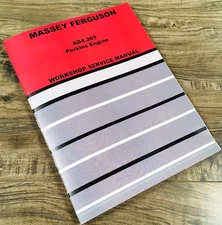 MASSEY FERGUSON
AD4.203
Perkins Engine
WORKSHOP SERVICE MANUAL